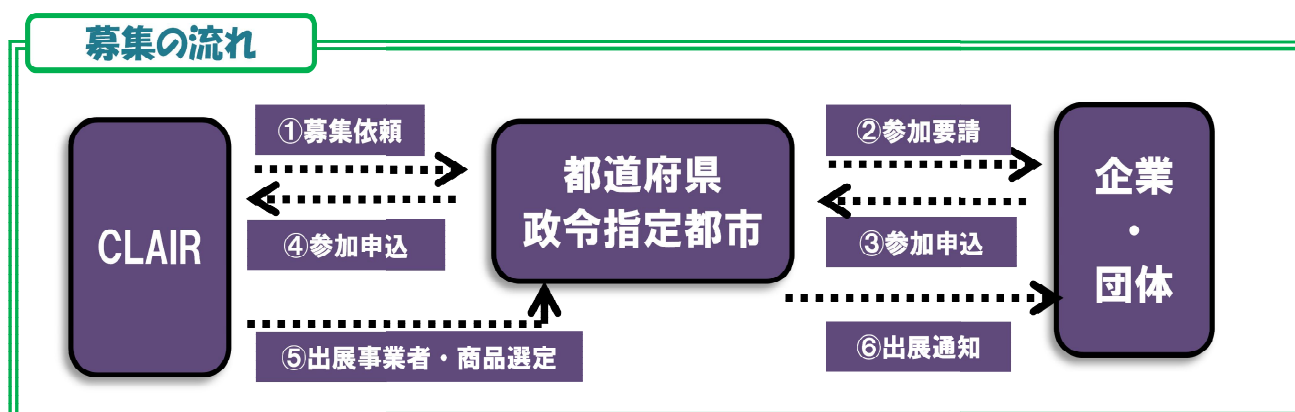 募集の流れ
CLAIR
①募集依頼
④参加申込
⑤出展事業者・商品選定
都道府県
政令指定都市
②参加要請
③参加申込
⑥出展通知
企業
・
団体